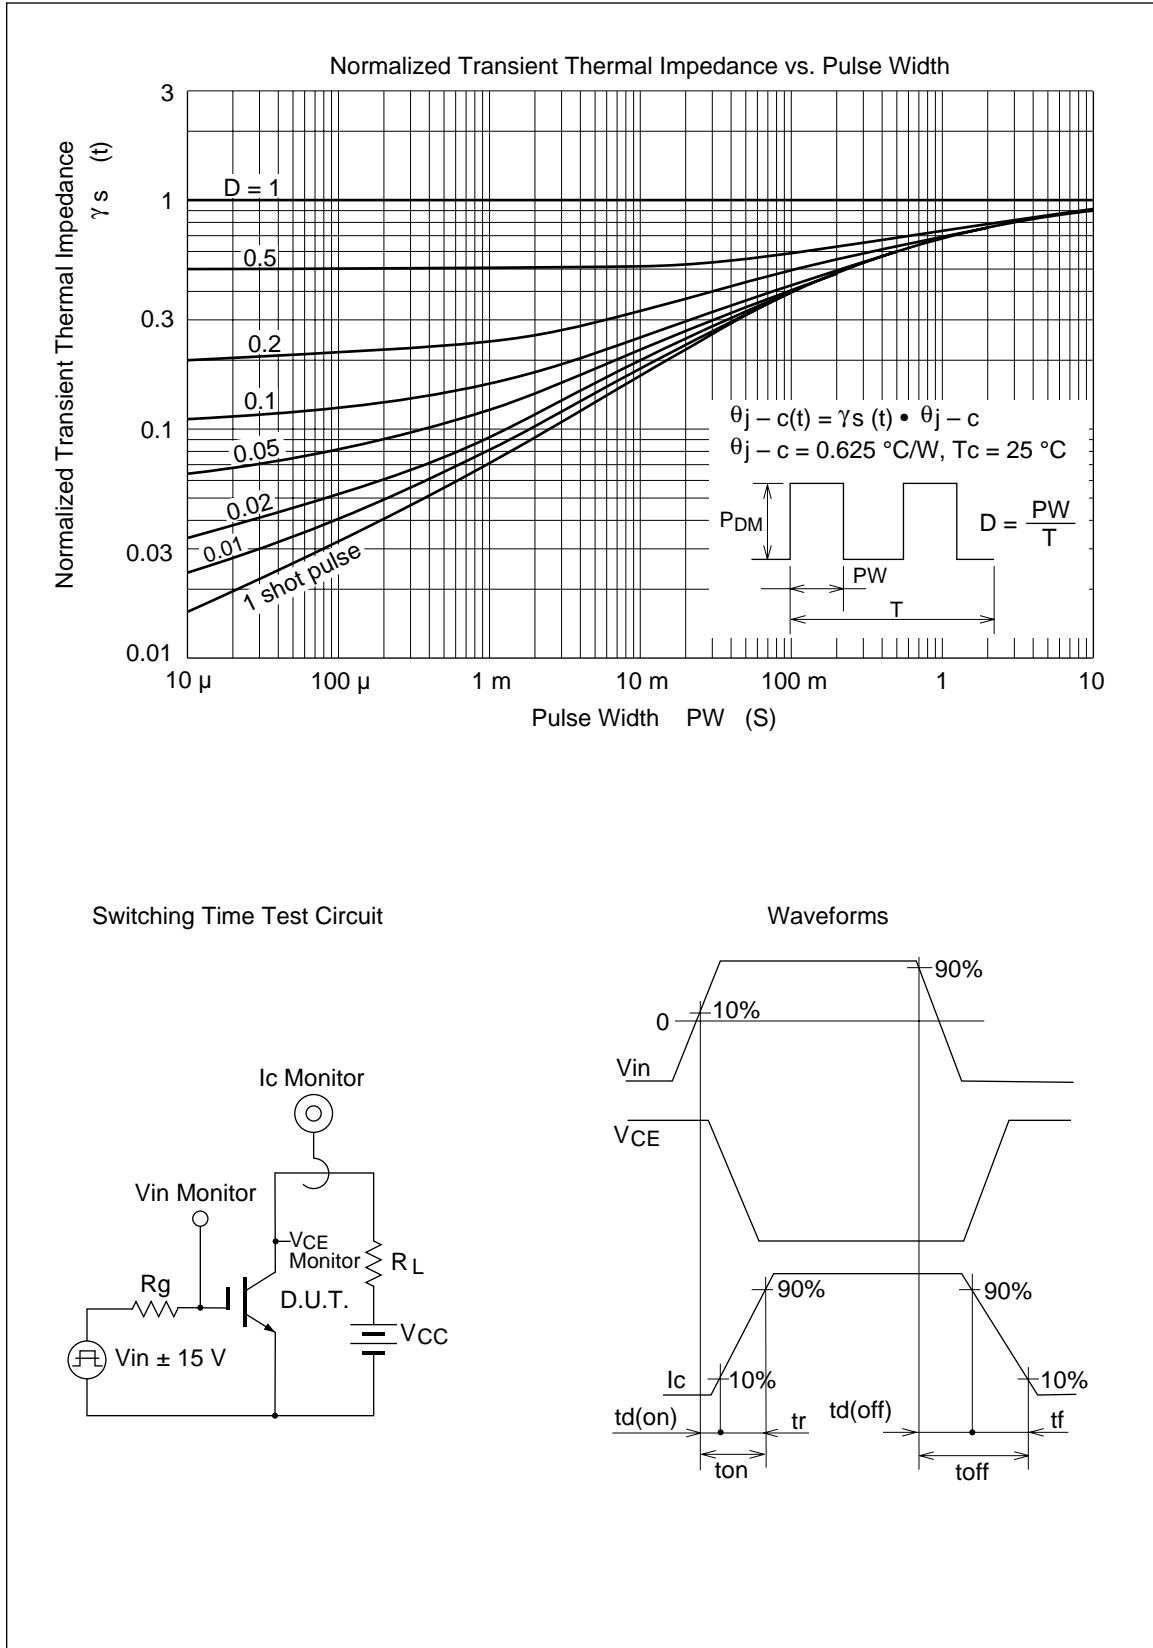 Normalized Transient Thermal Impedance vs. Pulse Width
Normalized Transient Thermal Impedance
γ s (t)
3
1
0.3
0.1
0.03
0.01
D = 1
0.5
0.2
0.1
0.05
0.02
0.01
1 shot pulse
θj – c(t) = γ s (t) • θj – c
θj – c = 0.625 °C/W, Tc = 25 °C
PDM
D = PW
T
PW
T
10 µ
100 µ
1 m
10 m
100 m
1
10
Pulse Width PW (S)
Switching Time Test Circuit
Ic Monitor
Vin Monitor
VCE
Monitor
RL
Rg
D.U.T.
VCC
Vin ± 15 V
Waveforms
90%
10%
0
Vin
VCE
90%
90%
Ic
10%
10%
td(on)
tr
td(off)
tf
ton
toff